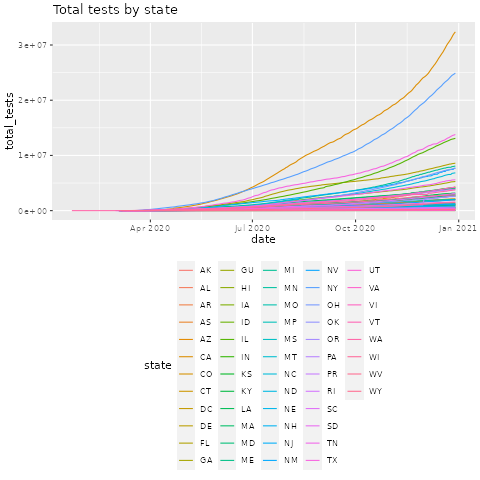 Total tests by state
total_tests
3e+07
2e+07
1e+07
0e+00
Apr 2020 Jul 2020 Oct 2020 Jan 2021
date
state
AK GU MI NV UT
AL HI MN NY VA
AR IA MO OH VI
AS ID MP OK VT
AZ IL MS OR WA
CA IN MT PA WI
CO KS NC PR WV
CT KY ND RI WY
DC LA NE SC
DE MA NH SD
FL MD NJ TN
GA ME NM TX